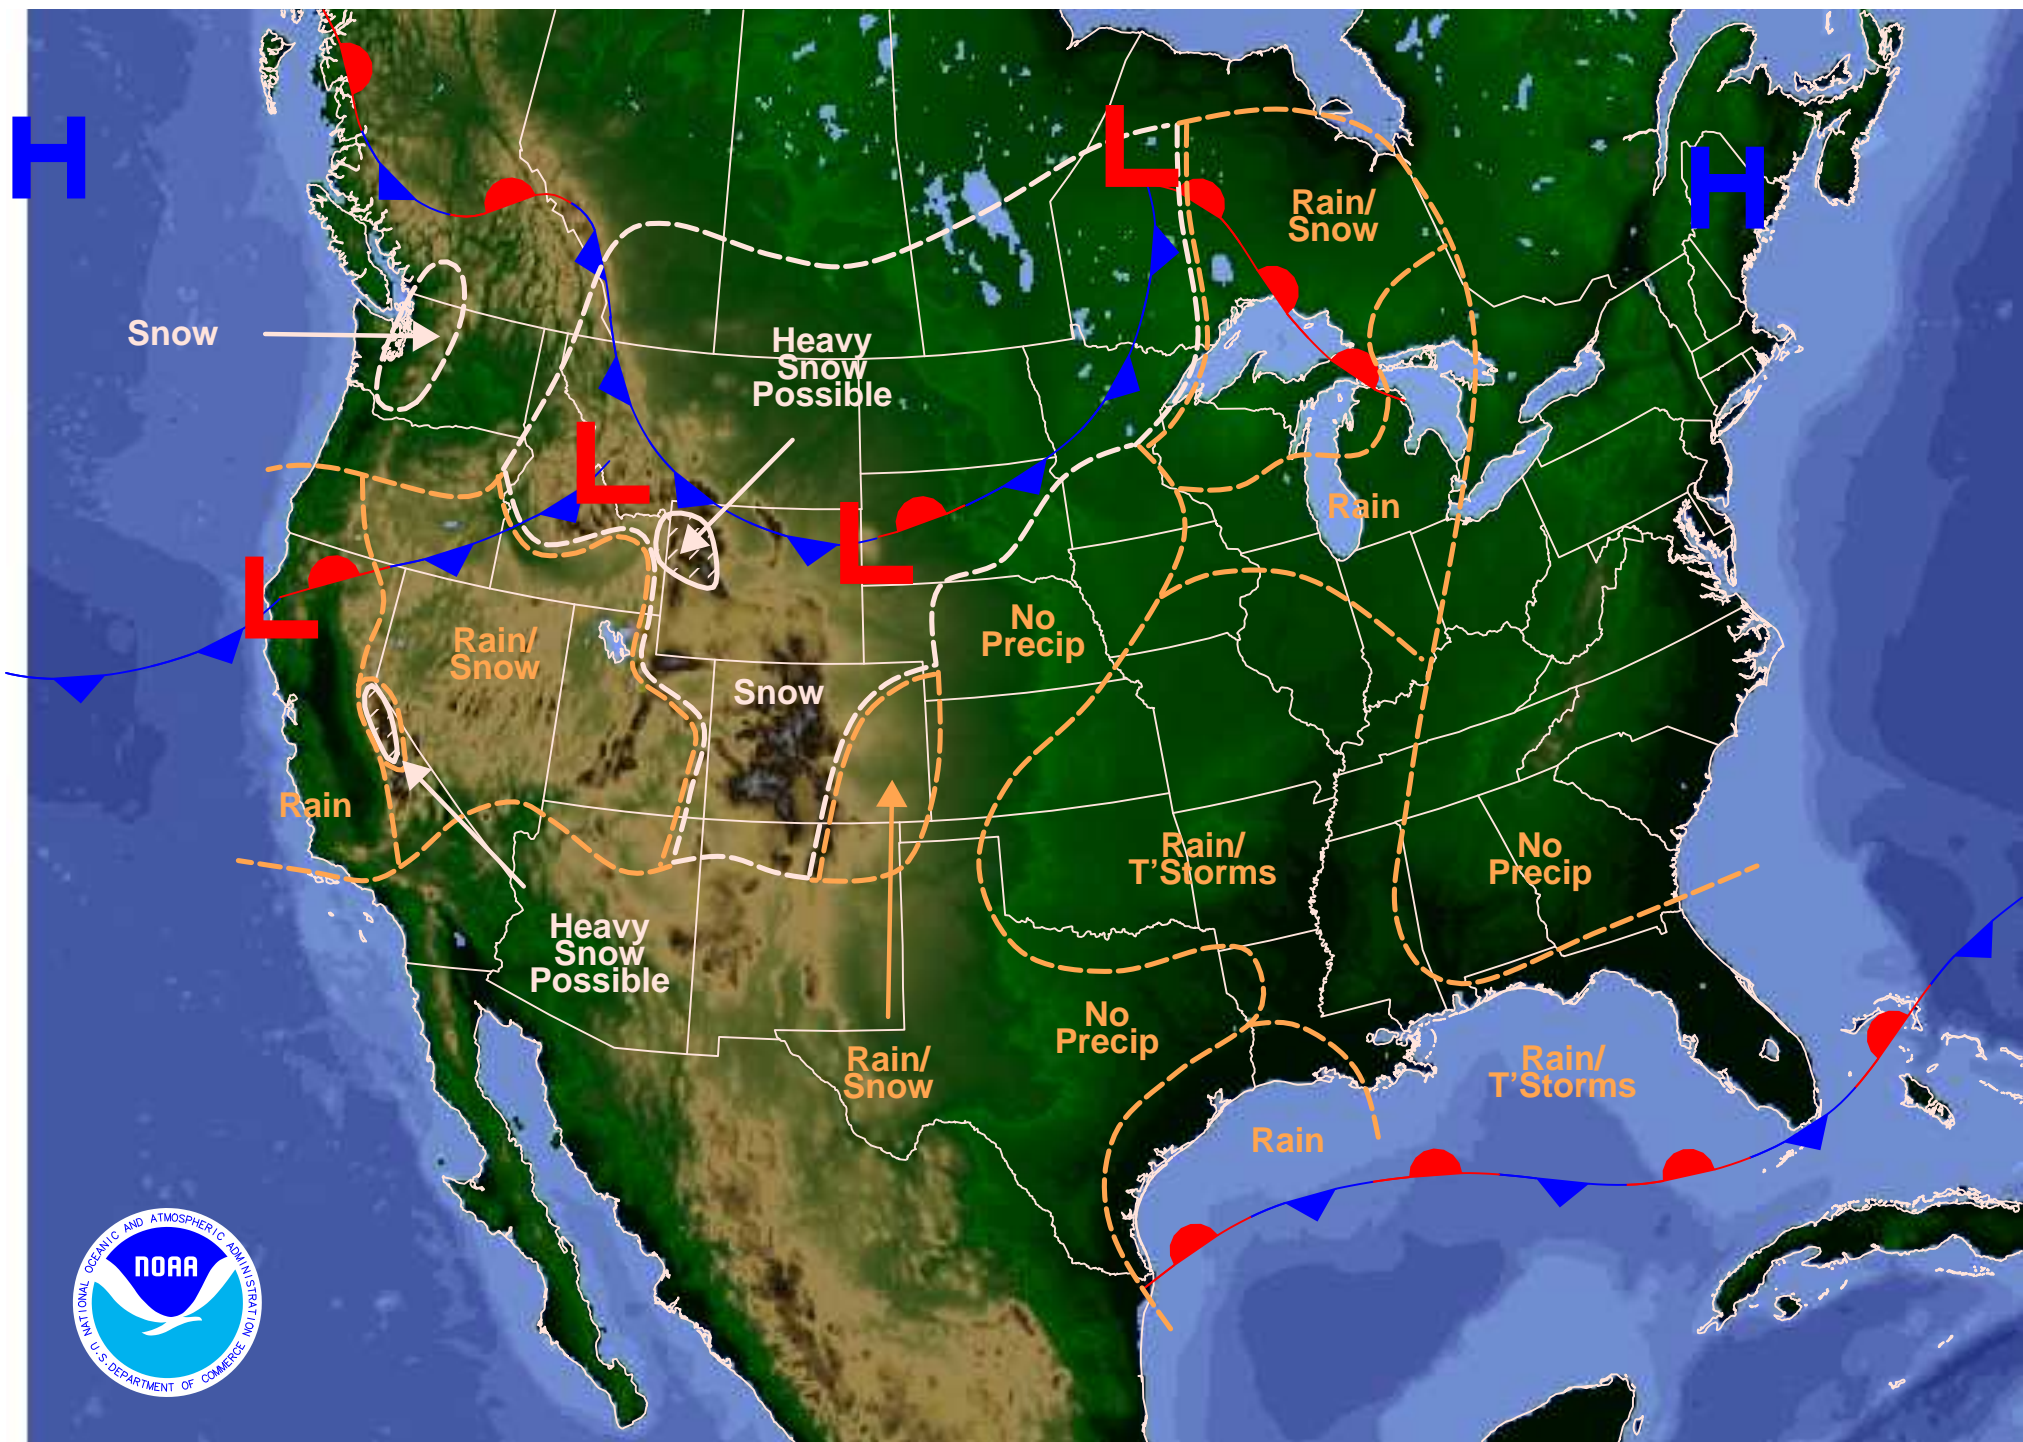 H
L
H
Rain/
Snow
Snow
Heavy
Snow
Possible
L
Rain
L
L
No
Precip
Rain/
Snow
Snow
Rain
Rain/
T'Storms
No
Precip
Heavy
Snow
Possible
No
Precip
Rain/
Snow
Rain/
T'Storms
Rain
NATIONAL OCEANIC AND ATMOSPHERIC ADMINISTRATION
NOAA
U.S. DEPARTMENT OF COMMERCE